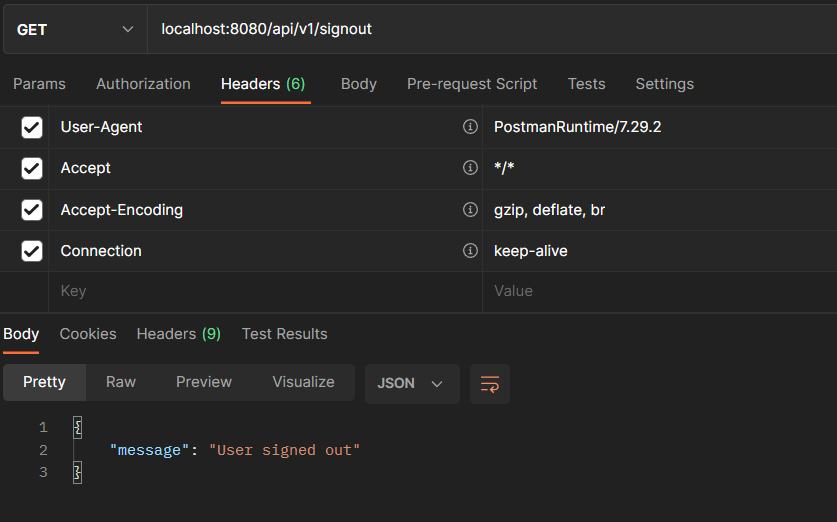 GET localhost:8080/api/v1/signout
Params Authorization Headers (6) Body Pre-request Script Tests Settings
User-Agent PostmanRuntime/7.29.2
Accept */*
Accept-Encoding gzip, deflate, br
Connection keep-alive
Key Value
Body Cookies Headers (9) Test Results
Pretty Raw Preview Visualize JSON
1 {
2 "message": "User signed out"
3 }